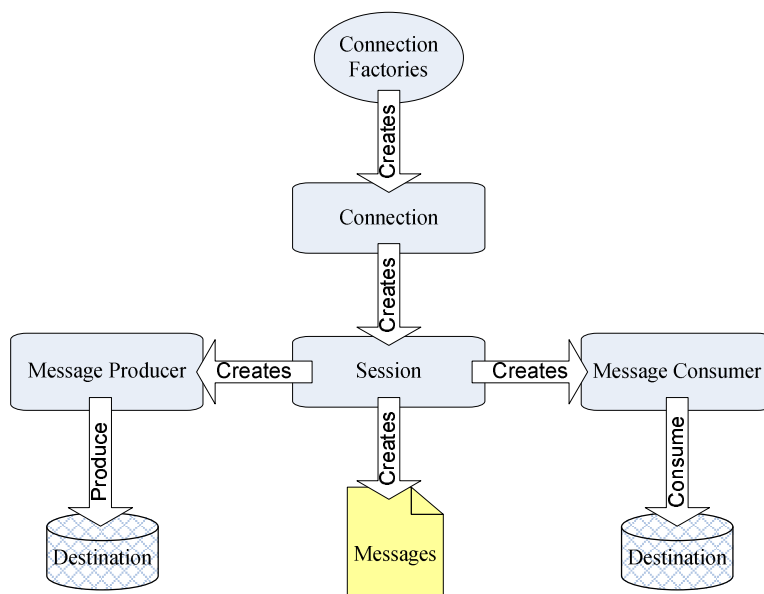 Connection
Factories
Creates
Connection
Creates
Message Producer
Creates
Session
Creates
Message Consumer
Produce
Creates
Consume
Destination
Messages
Destination